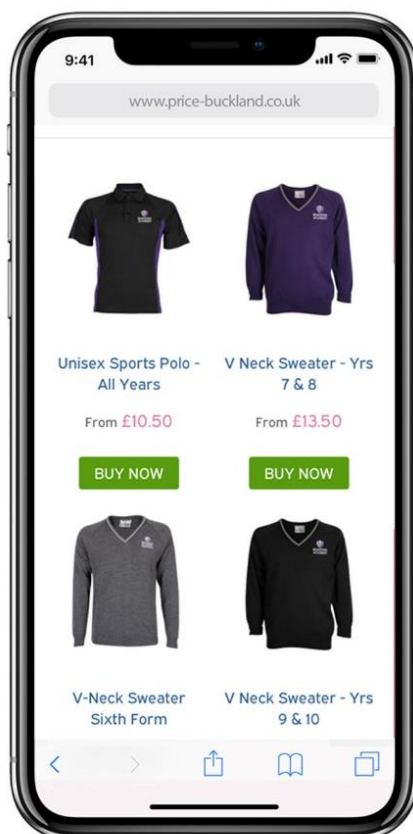 9:41
www.price-buckland.co.uk
Unisex Sports Polo -
All Years
From £10.50
BUY NOW
V Neck Sweater - Yrs
7 & 8
From £13.50
BUY NOW
V-Neck Sweater
Sixth Form
V Neck Sweater - Yrs
9 & 10